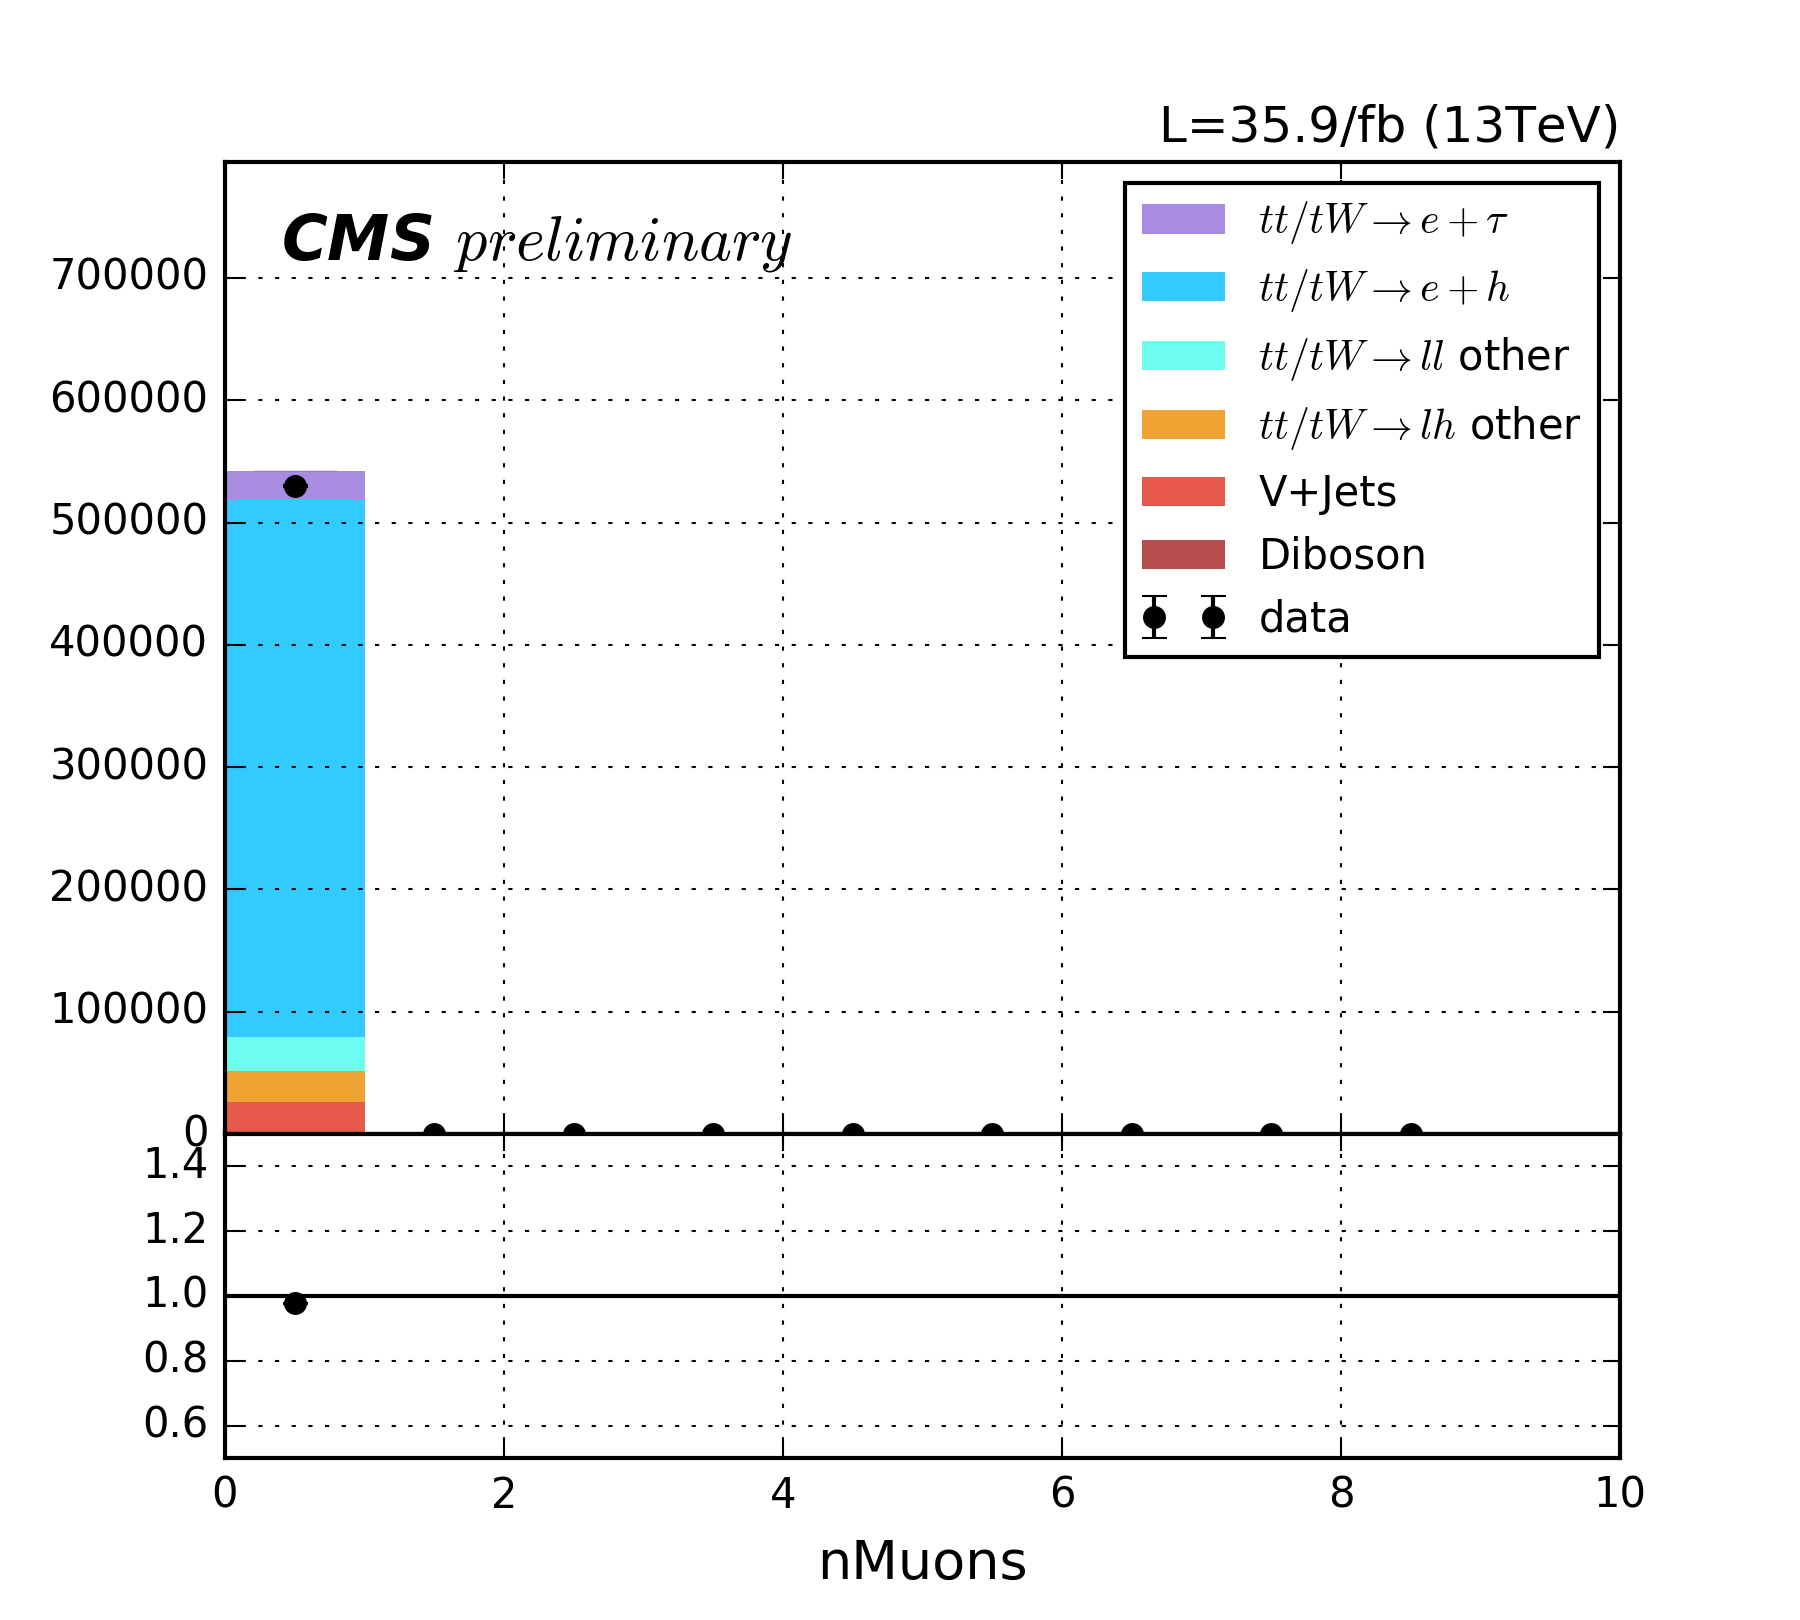 L=35.9/fb (13TeV)
CMS preliminary
tt/tW→e+τ
tt/tW→e+h
tt/tW→ll other
tt/tW→lh other
V+Jets
Diboson
data
700000
600000
500000
400000
300000
200000
100000
0
1.4
1.2
1.0
0.8
0.6
0 2 4 6 8 10
nMuons